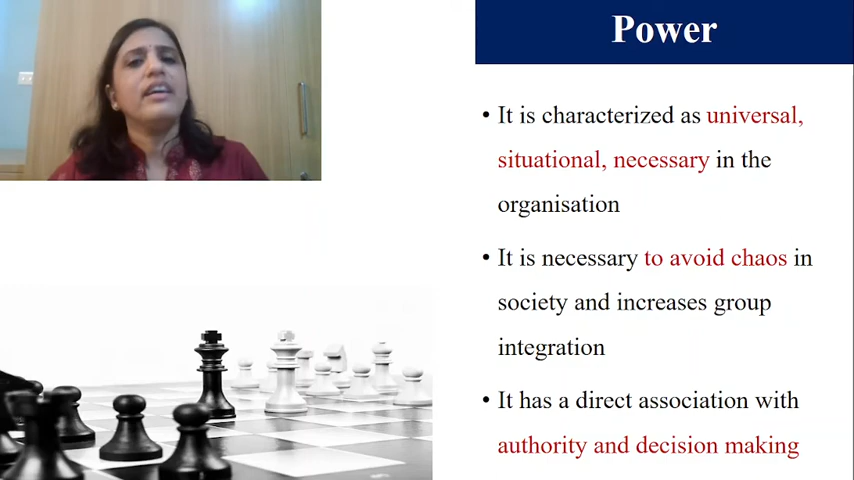 Power
• It is characterized as universal,
situational, necessary in the
organisation
• It is necessary to avoid chaos in
society and increases group
integration
• It has a direct association with
authority and decision making